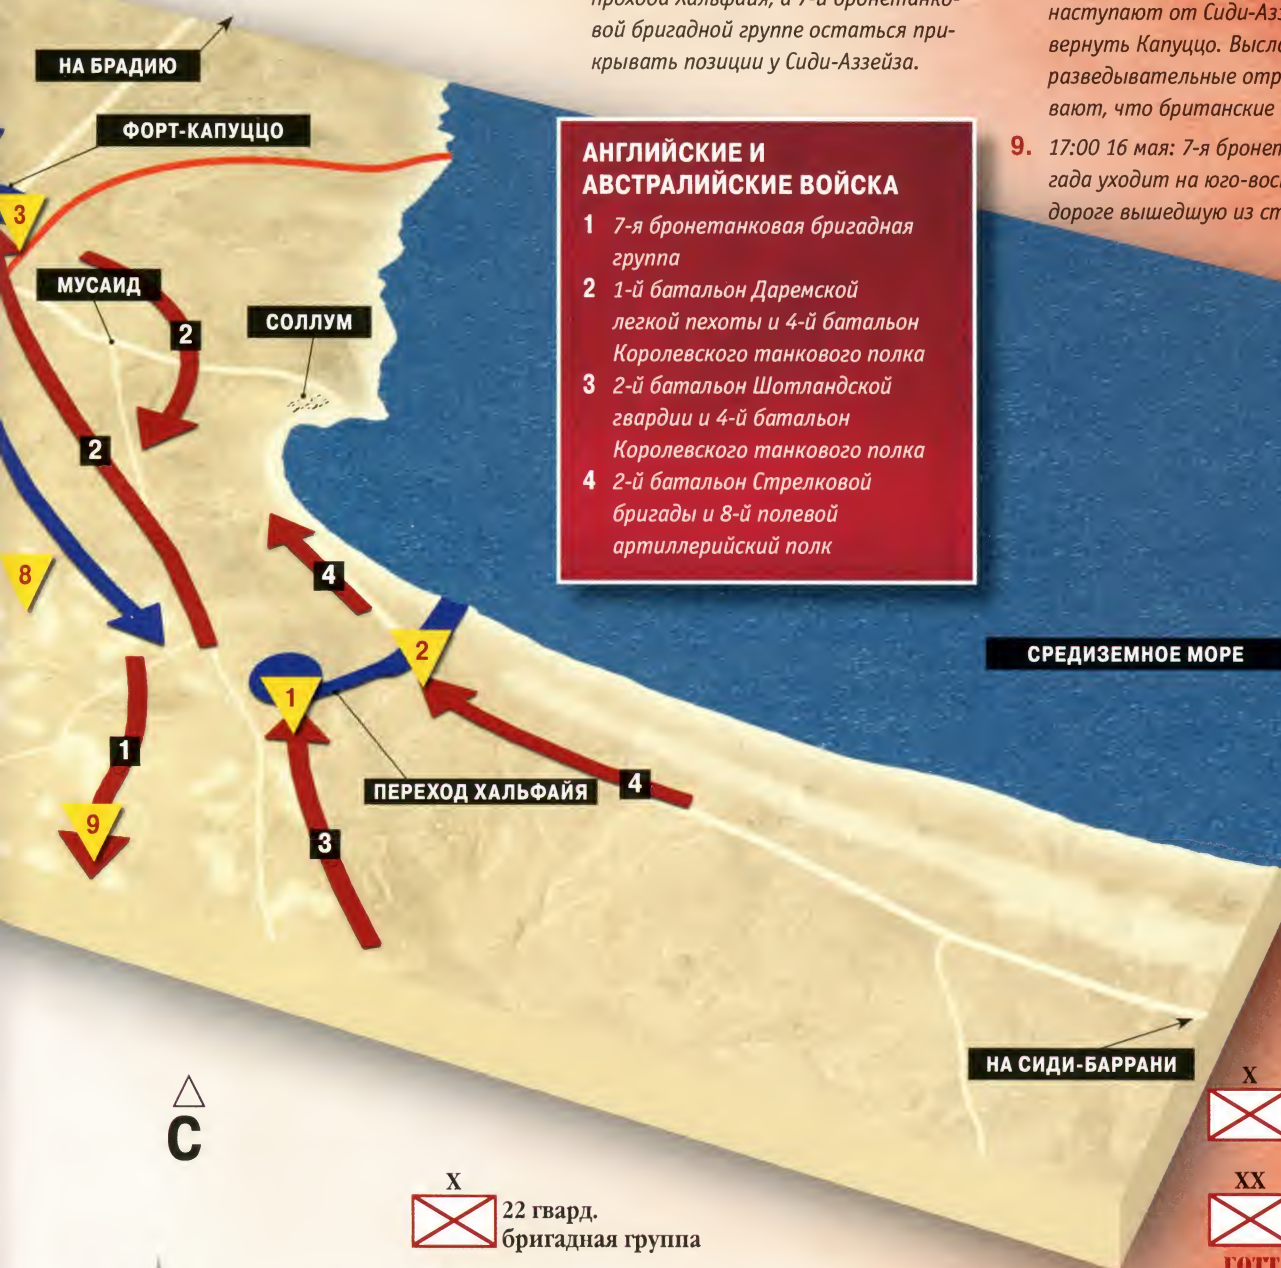 прохода Хальфайя, а 7-й бронетанко-
вой бригадной группе остаться при-
крывать позиции у Сиди-Аззейза.
наступают от Сиди-Азз
вернуть Капуццо. Высла
разведывательные отр
вают, что британские
9. 17:00 16 мая: 7-я бронет
гада уходит на юго-вос
дороге вышедшую из ст
НА БРАДИЮ
ФОРТ-КАПУЦЦО
3
МУСАИД
2
СОЛЛУМ
2
АНГЛИЙСКИЕ И
АВСТРАЛИЙСКИЕ ВОЙСКА
1 7-я бронетанковая бригадная
группа
2 1-й батальон Даремской
легкой пехоты и 4-й батальон
Королевского танкового полка
3 2-й батальон Шотландской
гвардии и 4-й батальон
Королевского танкового полка
4 2-й батальон Стрелковой
бригады и 8-й полевой
артиллерийский полк
8
4
2
СРЕДИЗЕМНОЕ МОРЕ
1
1
ПЕРЕХОД ХАЛЬФАЙЯ
4
9
3
НА СИДИ-БАРРАНИ
С
X
X
22 гвард.
бригадная группа
XX
ГОТТ